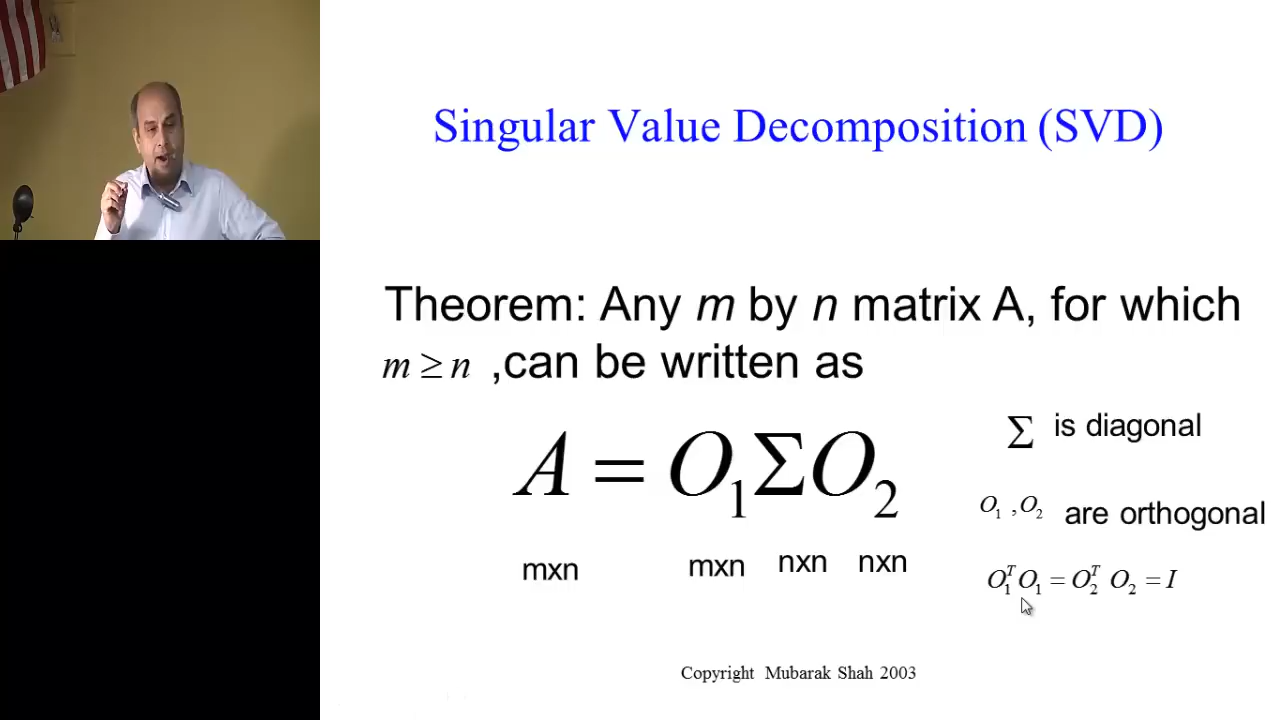 Singular Value Decomposition (SVD)
Theorem: Any m by n matrix A, for which
m ≥ n ,can be written as
A = O₁ΣO₂
mxn mxn nxn nxn
Σ is diagonal
O₁ ,O₂ are orthogonal
O₁ᵀO₁ = O₂ᵀ O₂ = I
Copyright Mubarak Shah 2003